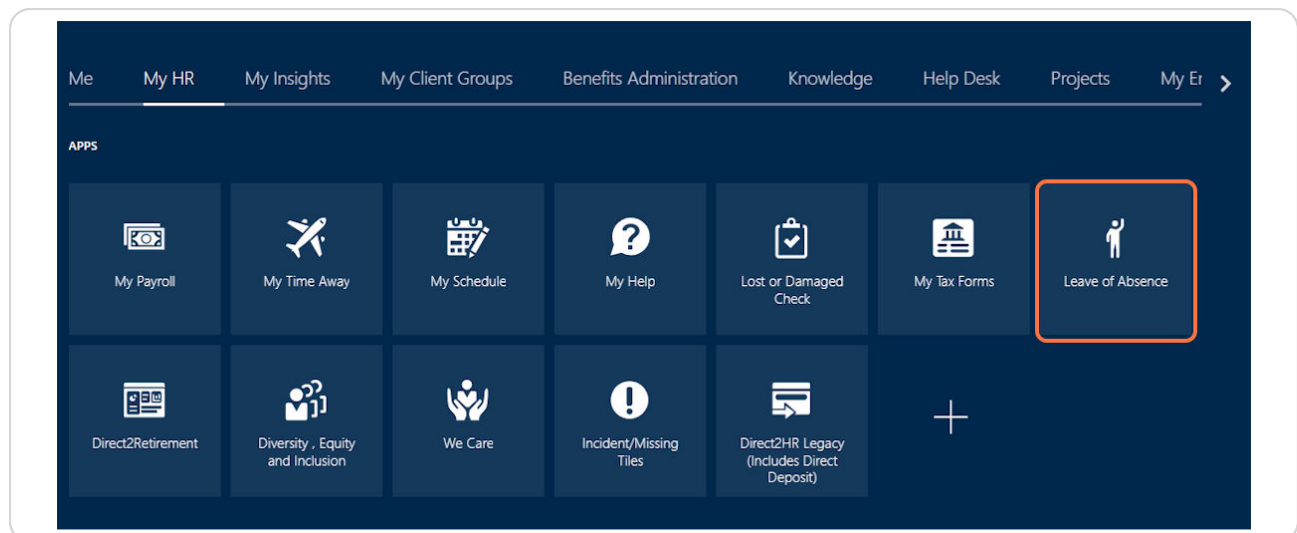 Me My HR My Insights My Client Groups Benefits Administration Knowledge Help Desk Projects My Er
APPS
My Payroll
My Time Away
My Schedule
My Help
Lost or Damaged
Check
My Tax Forms
Leave of Absence
Direct2Retirement
Diversity , Equity
and Inclusion
We Care
Incident/Missing
Tiles
Direct2HR Legacy
(Includes Direct
Deposit)